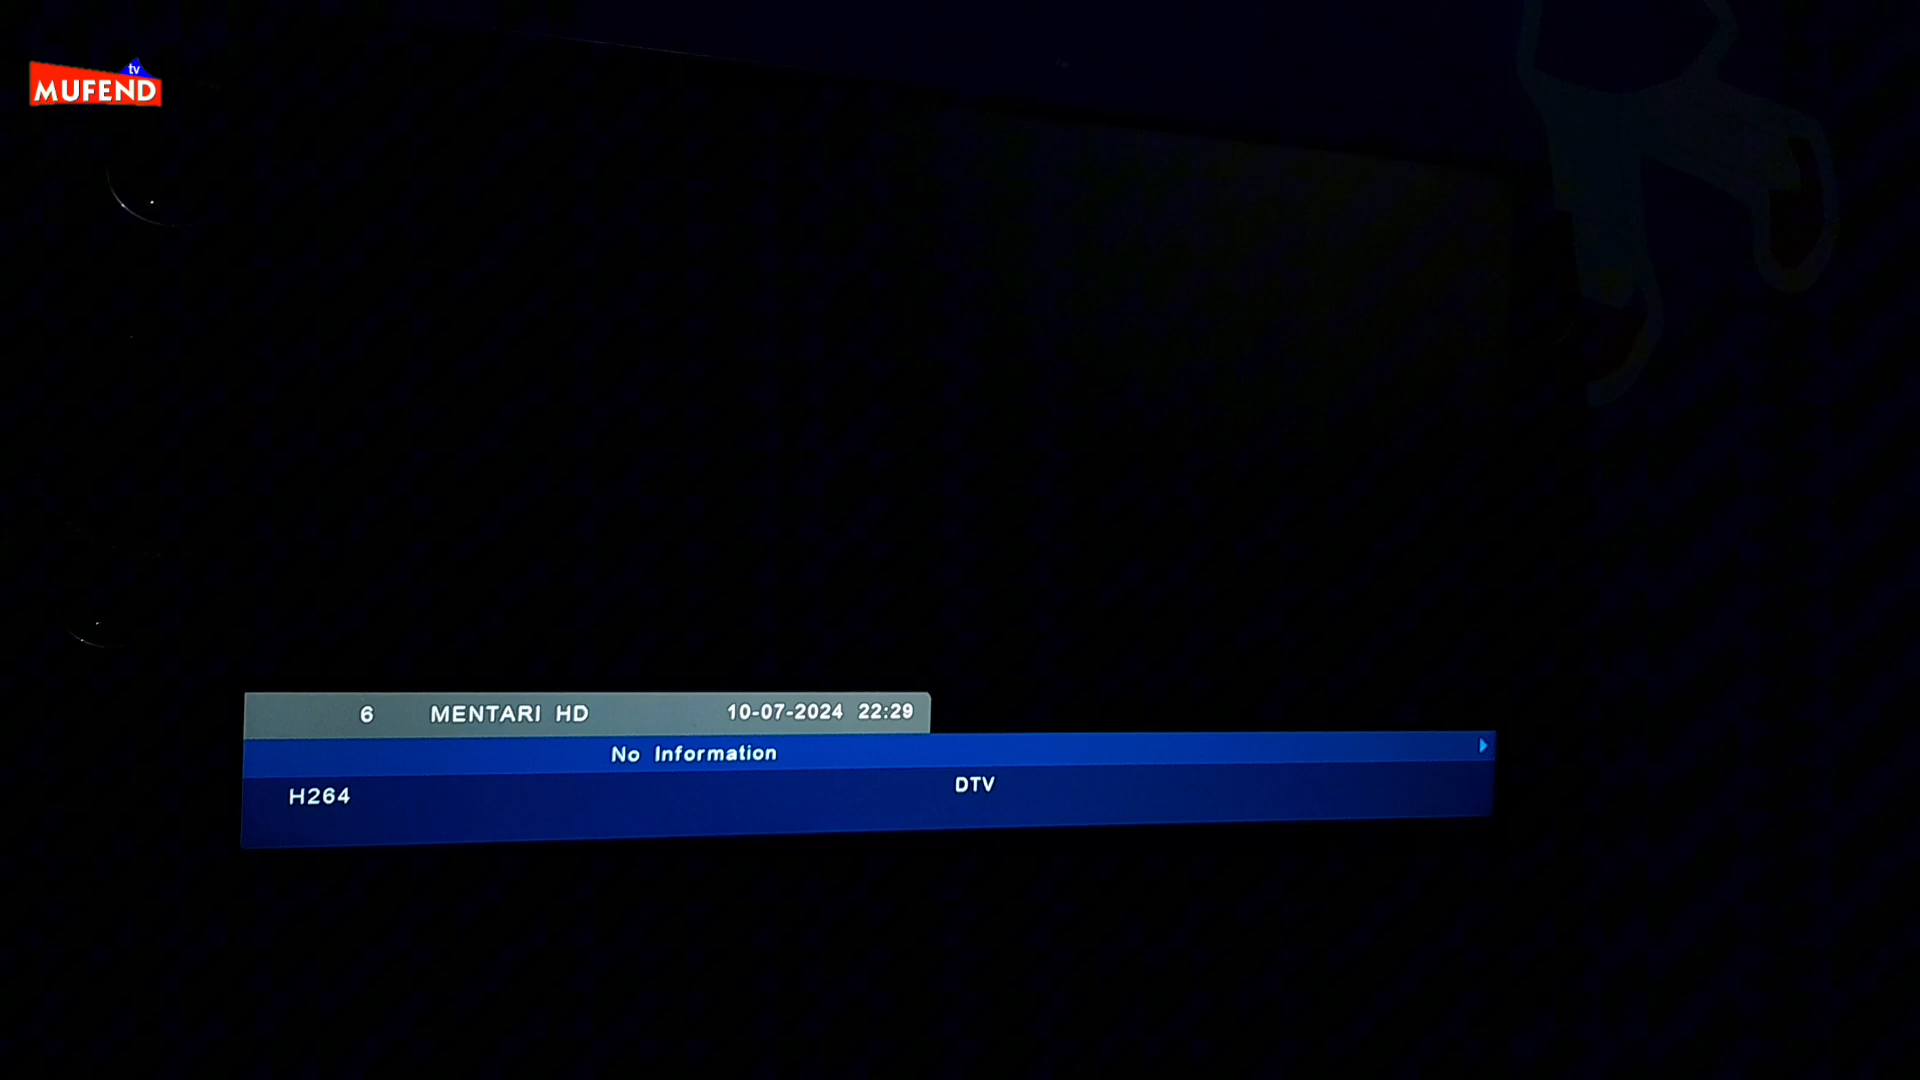 tv
MUFEND
6 MENTARI HD 10-07-2024 22:29
No Information
H264 DTV